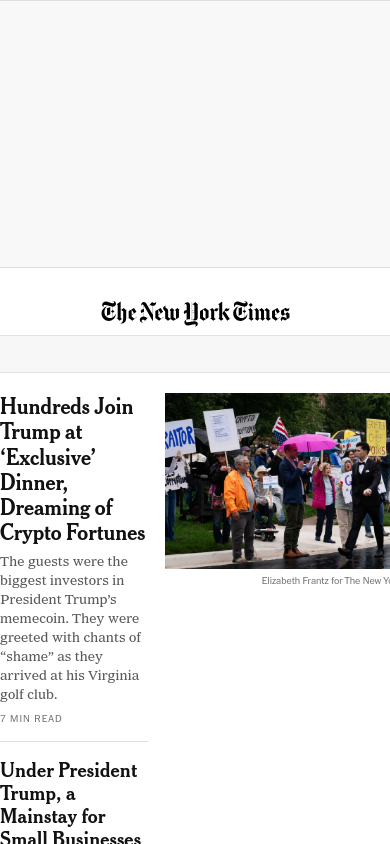 The New York Times
Hundreds Join
Trump at
‘Exclusive’
Dinner,
Dreaming of
Crypto Fortunes
The guests were the
biggest investors in
President Trump’s
memecoin. They were
greeted with chants of
“shame” as they
arrived at his Virginia
golf club.
7 MIN READ
CRYPTO
Elizabeth Frantz for The New Yo
Under President
Trump, a
Mainstay for
Small Businesses